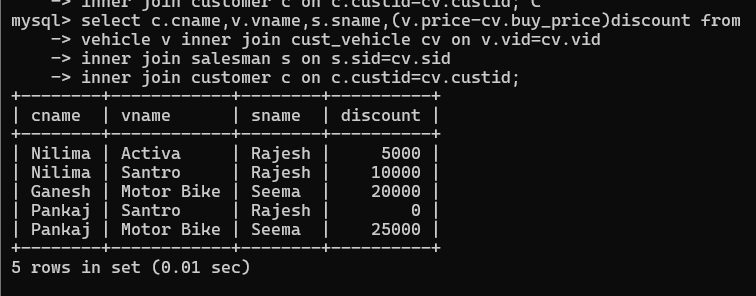 -> inner join customer c on c.custid=cv.custid; C
mysql> select c.cname,v.vname,s.sname,(v.price-cv.buy_price)discount from
    -> vehicle v inner join cust_vehicle cv on v.vid=cv.vid
    -> inner join salesman s on s.sid=cv.sid
    -> inner join customer c on c.custid=cv.custid;
+--------+------------+--------+----------+
| cname  | vname      | sname  | discount |
+--------+------------+--------+----------+
| Nilima | Activa     | Rajesh |     5000 |
| Nilima | Santro     | Rajesh |    10000 |
| Ganesh | Motor Bike | Seema  |    20000 |
| Pankaj | Santro     | Rajesh |        0 |
| Pankaj | Motor Bike | Seema  |    25000 |
+--------+------------+--------+----------+
5 rows in set (0.01 sec)